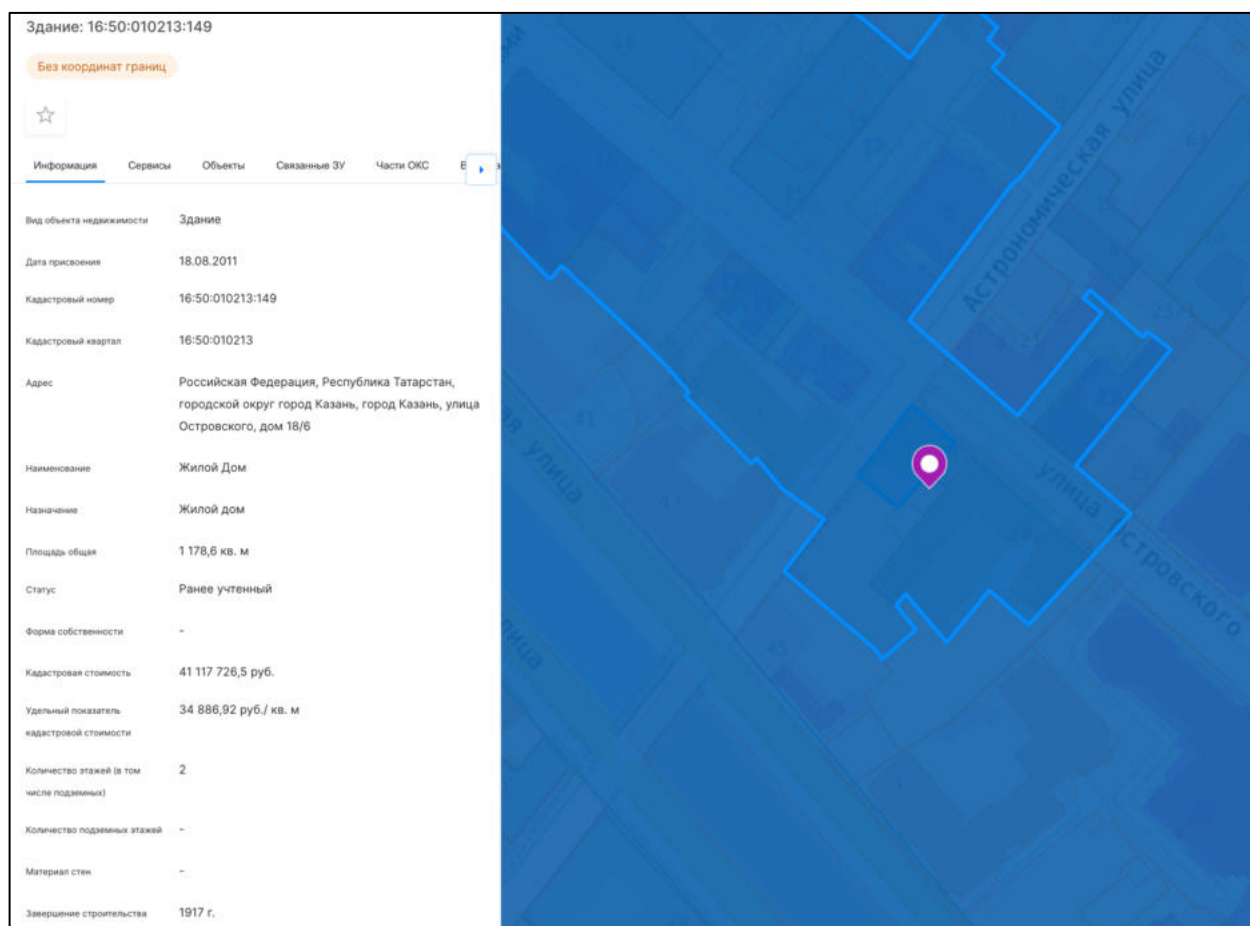 Здание: 16:50:010213:149
Без координат границ
Информация Сервисы Объекты Связанные ЗУ Части ОКС
Вид объекта недвижимости Здание
Дата присвоения 18.08.2011
Кадастровый номер 16:50:010213:149
Кадастровый квартал 16:50:010213
Адрес Российская Федерация, Республика Татарстан,
городской округ город Казань, город Казань, улица
Островского, дом 18/6
Наименование Жилой Дом
Назначение Жилой дом
Площадь общая 1 178,6 кв. м
Статус Ранее учтенный
Форма собственности -
Кадастровая стоимость 41 117 726,5 руб.
Удельный показатель 34 886,92 руб./ кв. м
кадастровой стоимости
Количество этажей (в том 2
числе подземных)
Количество подземных этажей -
Материал стен -
Завершение строительства 1917 г.
Астрономическая улица
улица Островского
улица